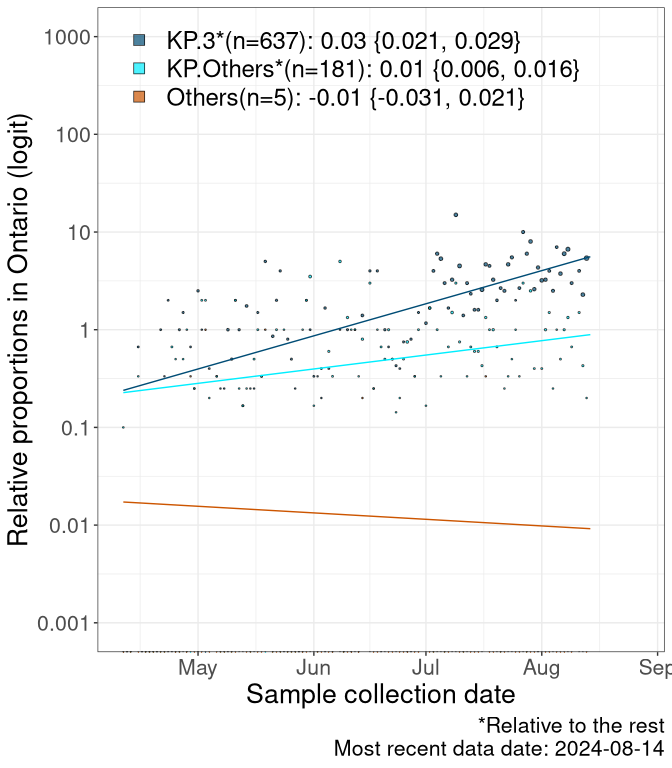 KP.3*(n=637): 0.03 {0.021, 0.029}
KP.Others*(n=181): 0.01 {0.006, 0.016}
Others(n=5): -0.01 {-0.031, 0.021}
Relative proportions in Ontario (logit)
1000
100
10
1
0.1
0.01
0.001
May Jun Jul Aug Sep
Sample collection date
*Relative to the rest
Most recent data date: 2024-08-14